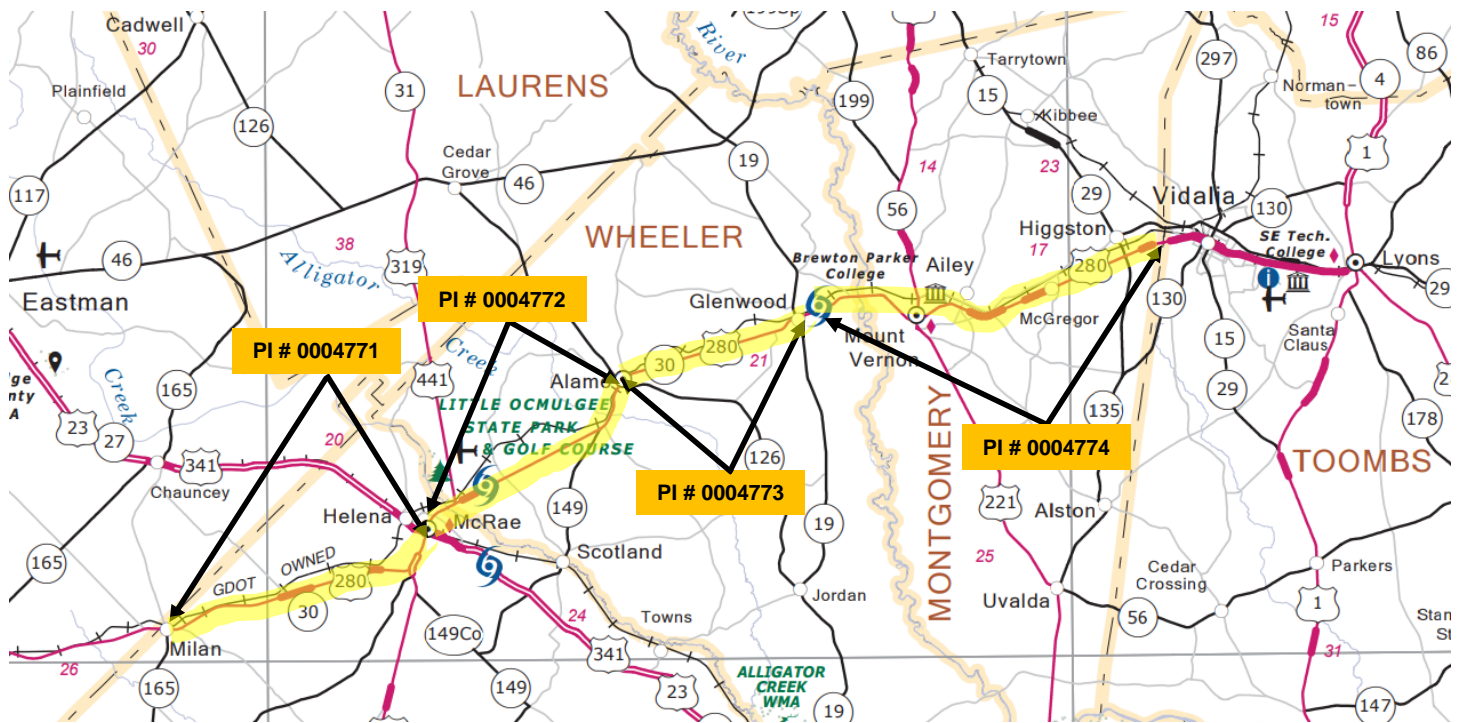 Cadwell
30
Plainfield
126
31
LAURENS
River
199
19
Tarrytown
15
297
15
86
4
Norman-
town
Kibbee
14
23
1
117
Cedar
Grove
46
29
Vidalia
130
56
WHEELER
Higgston
17
SE Tech.
College
Lyons
Brewton Parker
College
Ailey
280
46
38
Alligator
319
Eastman
PI # 0004772
Glenwood
McGregor
130
Santa
Claus
PI # 0004771
Creek
441
Alamo
30
280
21
Mount
Vernon
15
29
Creek
165
23
27
341
20
Chauncey
LITTLE OCMULGEE
STATE PARK
& GOLF COURSE
126
135
178
PI # 0004774
MONTGOMERY
TOOMBS
PI # 0004773
Helena
McRae
149
19
221
Alston
Scotland
25
165
GDOT OWNED
280
30
Cedar
Crossing
Parkers
Jordan
Uvalda
1
Milan
26
149Co
24
Towns
56
31
341
165
149
23
ALLIGATOR
CREEK
WMA
19
147